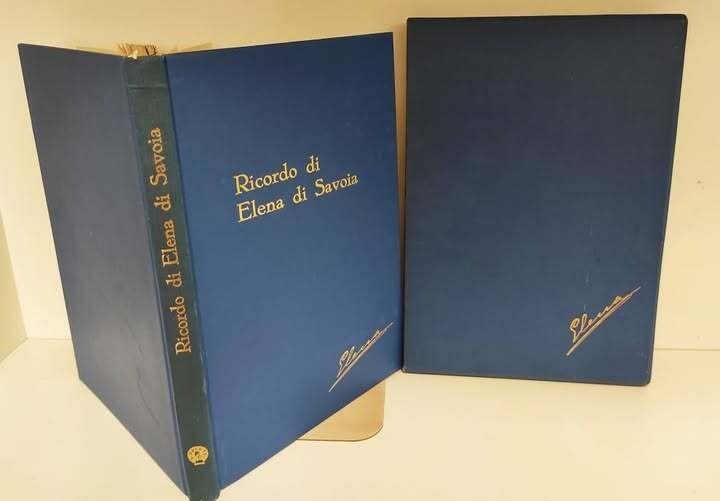 Ricordo di Elena di Savoia
Ricordo di
Elena di Savoia
Elena
Elena